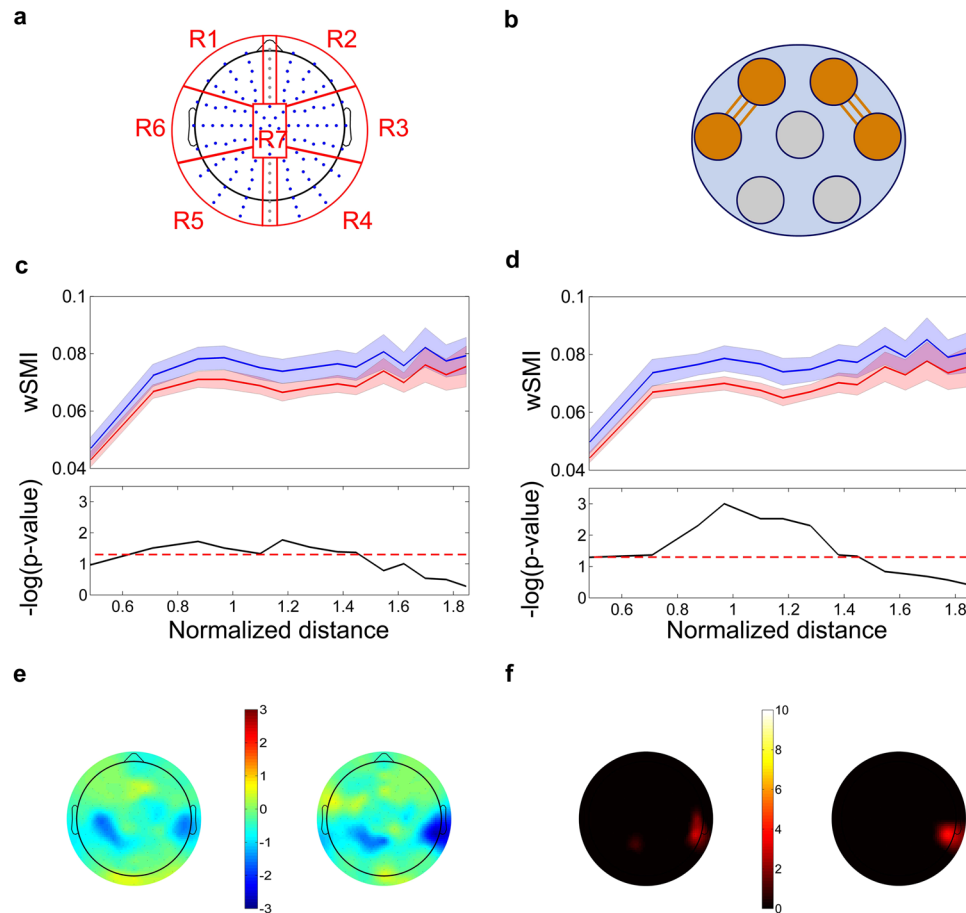 a
b
R1 R2
R6 R7 R3
R5 R4
c
d
0.1
0.08
0.06
0.04
wSMI
0.1
0.08
0.06
0.04
wSMI
3
2
1
0
-log(p-value)
0.6 0.8 1 1.2 1.4 1.6 1.8
Normalized distance
3
2
1
0
-log(p-value)
0.6 0.8 1 1.2 1.4 1.6 1.8
Normalized distance
e
f
3
2
1
-0
-1
-2
-3
10
8
6
4
2
0